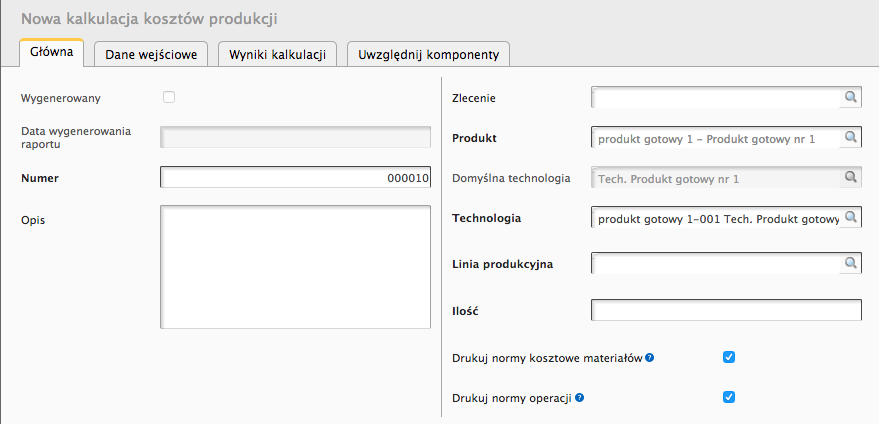 Nowa kalkulacja kosztów produkcji
Główna
Dane wejściowe
Wyniki kalkulacji
Uwzględnij komponenty
Wygenerowany
Data wygenerowania
raportu
Numer
000010
Opis
Zlecenie
Produkt
produkt gotowy 1 - Produkt gotowy nr 1
Domyślna technologia
Tech. Produkt gotowy nr 1
Technologia
produkt gotowy 1-001 Tech. Produkt gotowy
Linia produkcyjna
Ilość
Drukuj normy kosztowe materiałów ?
Drukuj normy operacji ?